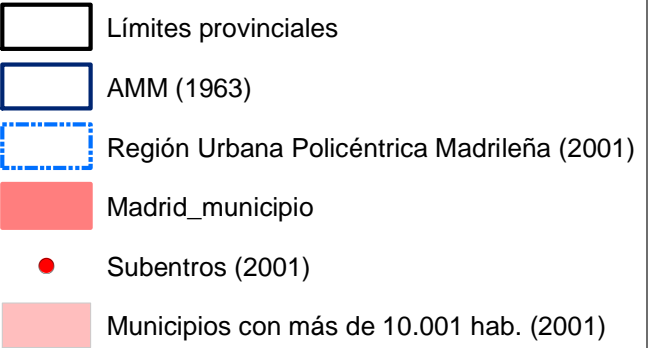 Límites provinciales
AMM (1963)
Región Urbana Policéntrica Madrileña (2001)
Madrid_municipio
Subentros (2001)
Municipios con más de 10.001 hab. (2001)